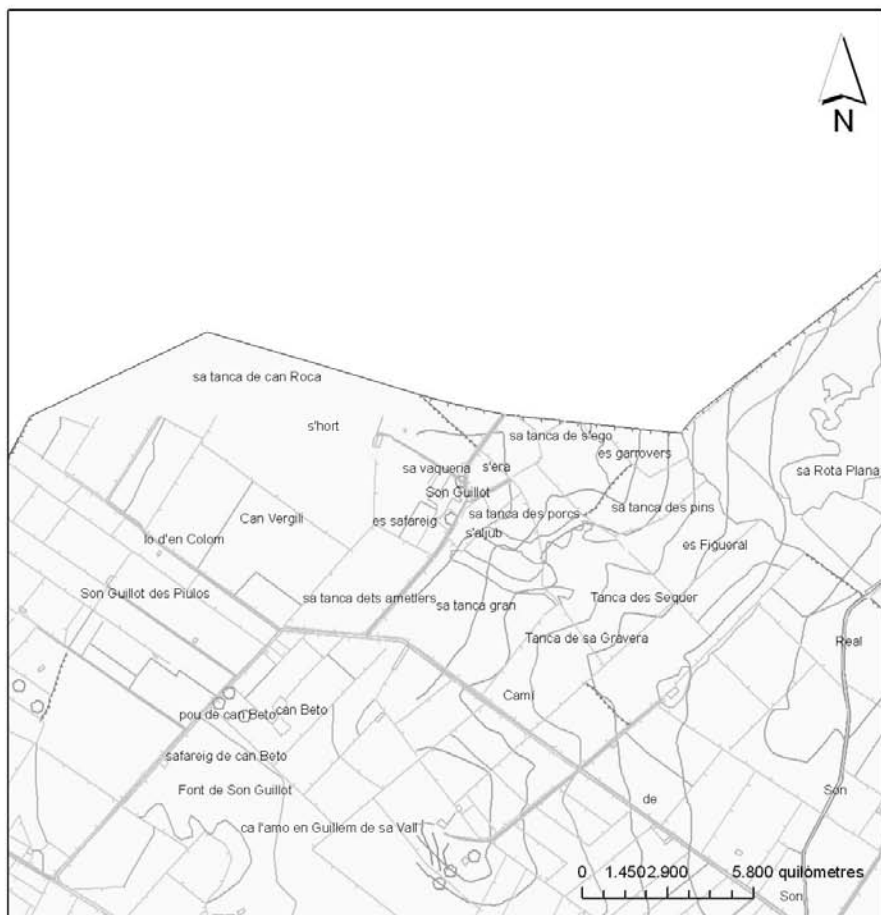 N
sa tanca de can Roca
s'hort
sa tanca de s'ego
es garrovers
sa vaqueria
s'era
sa Rota Plana
Son Guillot
Can Vergill
es safareig
sa tanca des porcs
sa tanca des pins
s'aljub
lo d'en Colom
es Figueral
Son Guillot des Piulos
sa tanca dets ametlers
sa tanca gran
Tanca des Sequer
Tanca de sa Gravera
Real
Camí
pou de can Beto
can Beto
safareig de can Beto
Font de Son Guillot
Son
de
ca l'amo en Guillem de sa Vall
0 1.450 2.900 5.800 quilòmetres
Son